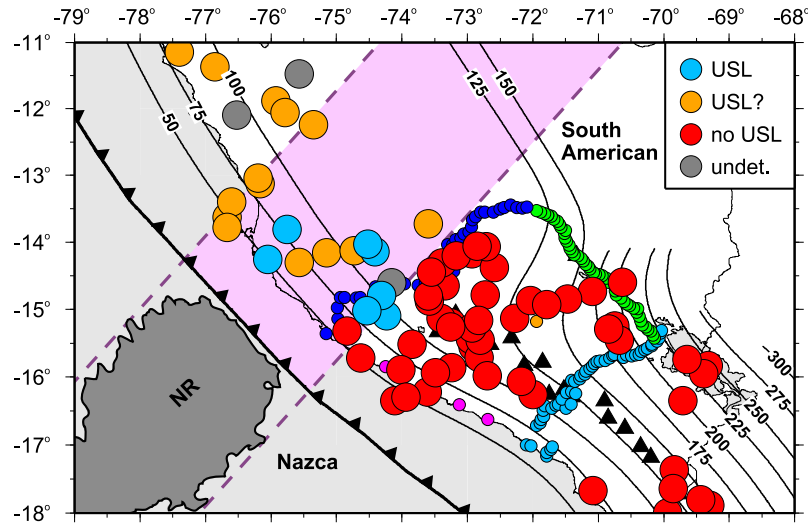 -79 -78 -77 -76 -75 -74 -73 -72 -71 -70 -69 -68
-11°
-12°
-13°
-14°
-15°
-16°
-17°
-18°
50
75
100
125
150
South
American
USL
USL?
no USL
undet.
NR
Nazca
-300
275
250
225
200
175